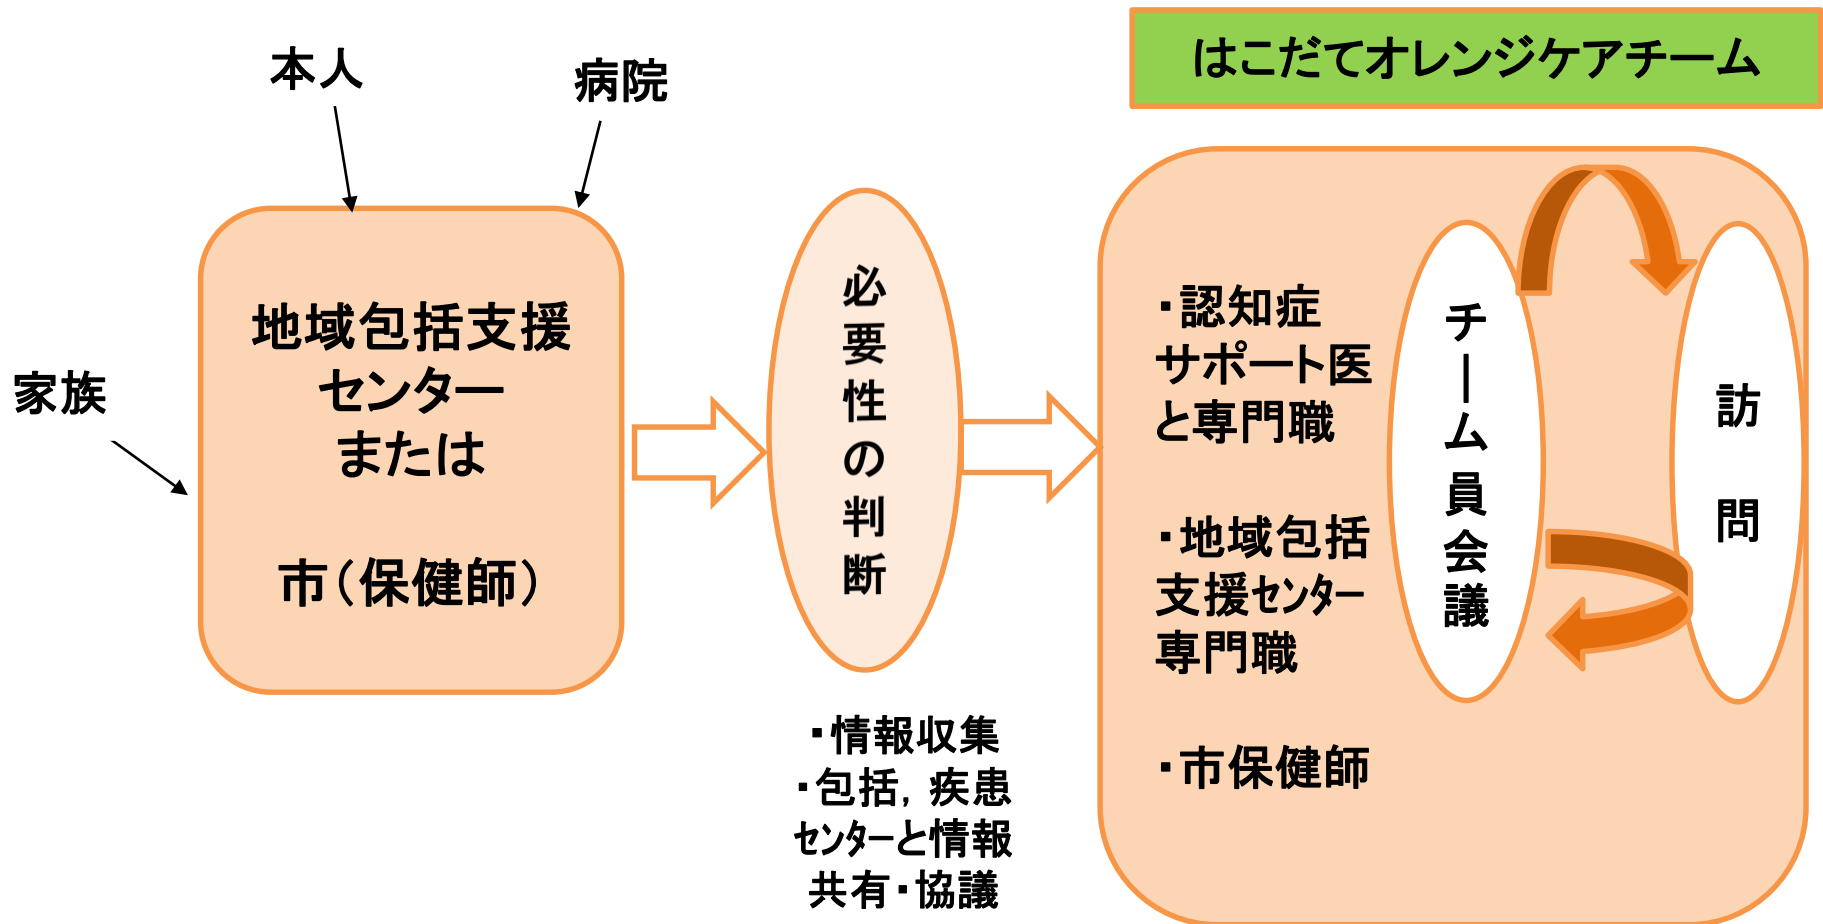 はこだてオレンジケアチーム
本人
病院
家族
地域包括支援
センター
または
市（保健師）
必要性の判断
・情報収集
・包括，疾患
センターと情報
共有・協議
・認知症
サポート医
と専門職
・地域包括
支援センター
専門職
・市保健師
チーム員会議
訪問